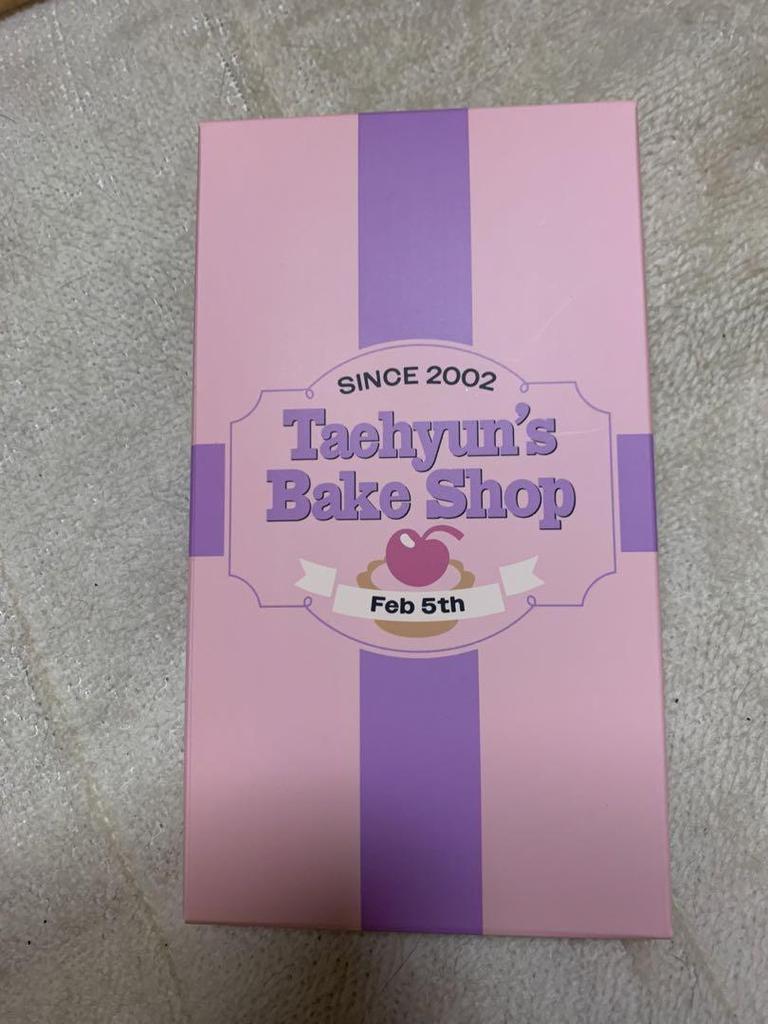 SINCE 2002
Taehyun's
Bake Shop
Feb 5th